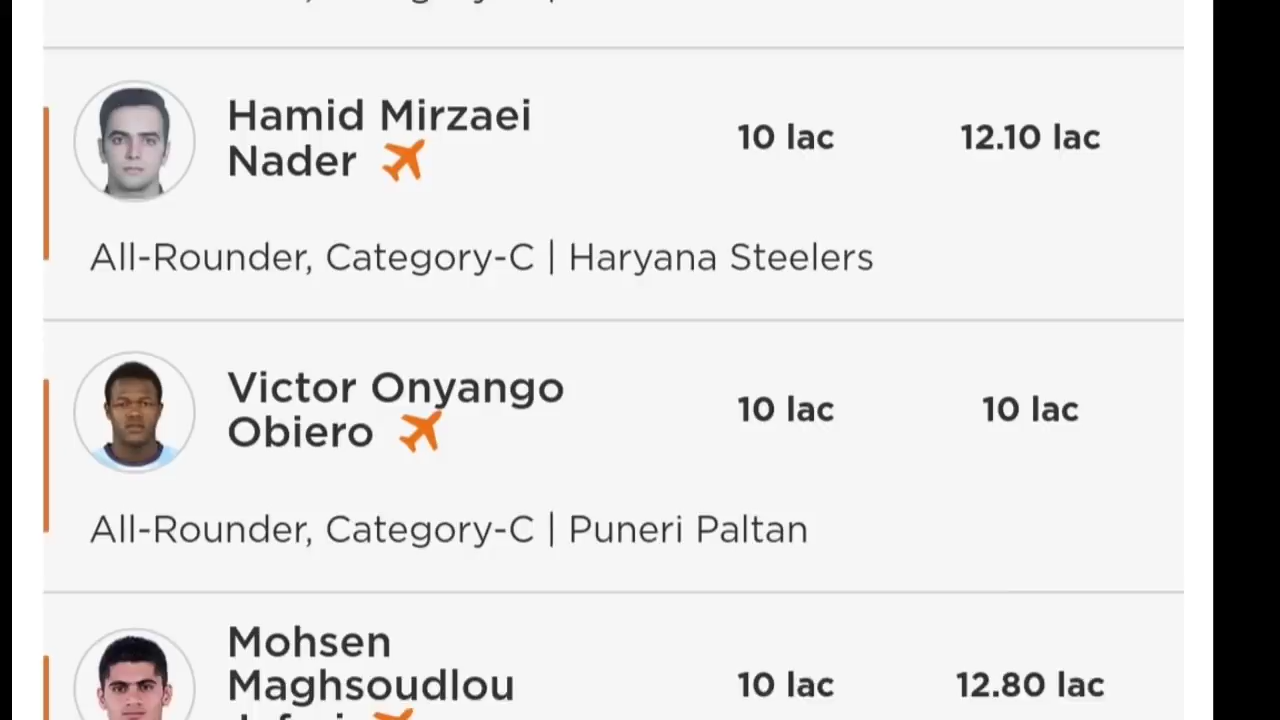 Hamid Mirzaei
Nader
10 lac
12.10 lac
All-Rounder, Category-C | Haryana Steelers
Victor Onyango
Obiero
10 lac
10 lac
All-Rounder, Category-C | Puneri Paltan
Mohsen
Maghsoudlou
10 lac
12.80 lac